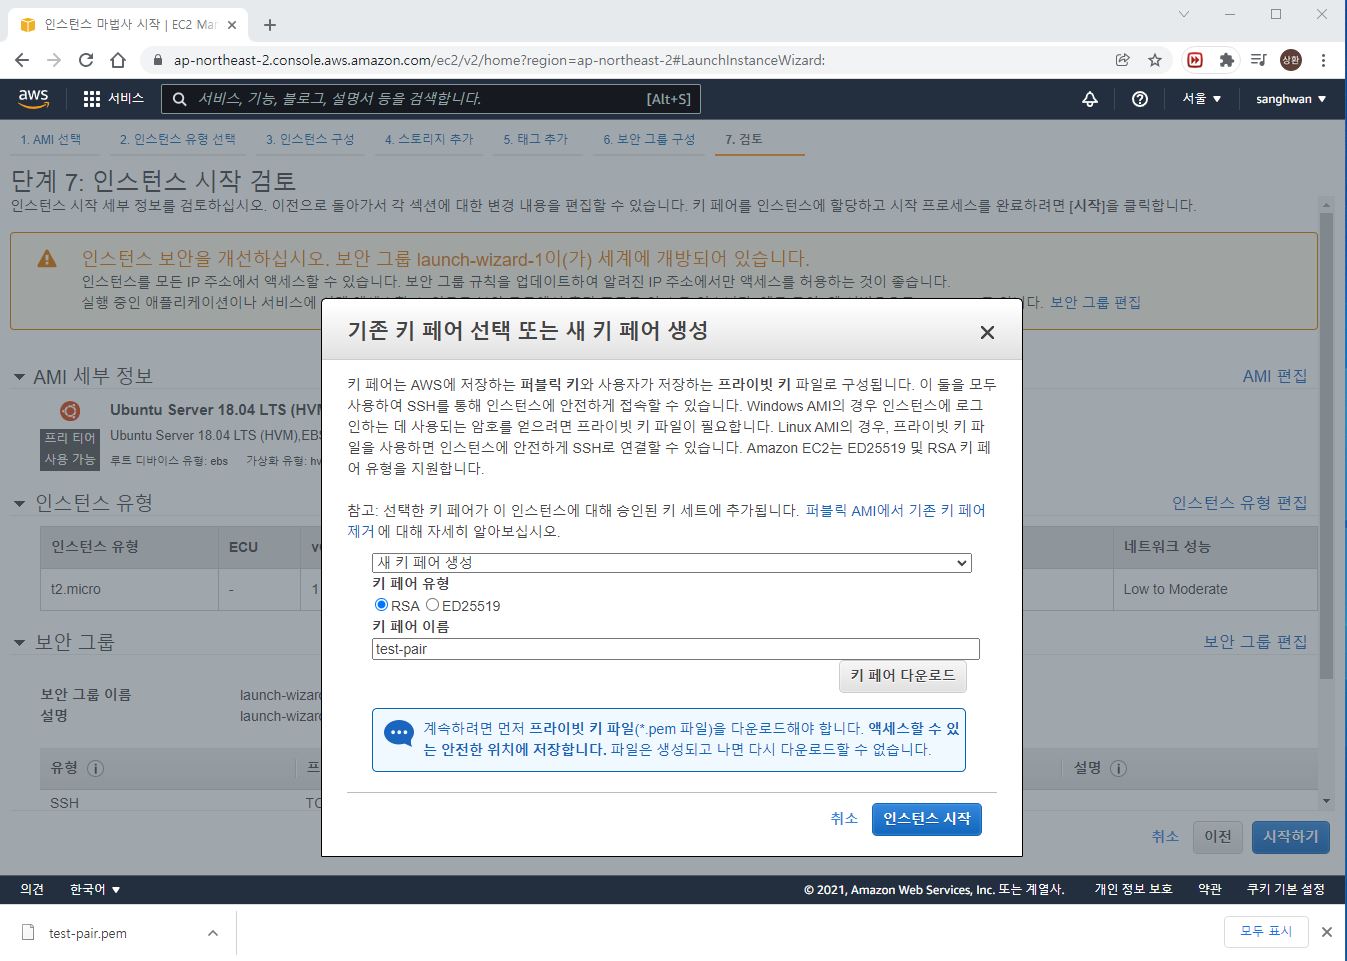 인스턴스 마법사 시작 | EC2 Mar
ap-northeast-2.console.aws.amazon.com/ec2/v2/home?region=ap-northeast-2#LaunchInstanceWizard:
상환
aws 서비스 서비스, 기능, 블로그, 설명서 등을 검색합니다. [Alt+S] 서울 ▼ sanghwan ▼
1. AMI 선택 2. 인스턴스 유형 선택 3. 인스턴스 구성 4. 스토리지 추가 5. 태그 추가 6. 보안 그룹 구성 7. 검토
단계 7: 인스턴스 시작 검토
인스턴스 시작 세부 정보를 검토하십시오. 이전으로 돌아가서 각 섹션에 대한 변경 내용을 편집할 수 있습니다. 키 페어를 인스턴스에 할당하고 시작 프로세스를 완료하려면 [시작]을 클릭합니다.
인스턴스 보안을 개선하십시오. 보안 그룹 launch-wizard-1이(가) 세계에 개방되어 있습니다.
인스턴스를 모든 IP 주소에서 액세스할 수 있습니다. 보안 그룹 규칙을 업데이트하여 알려진 IP 주소에서만 액세스를 허용하는 것이 좋습니다.
실행 중인 애플리케이션이나 서비스에 보안 그룹 편집
AMI 세부 정보 AMI 편집
Ubuntu Server 18.04 LTS (HVM
프리 티어
사용 가능
Ubuntu Server 18.04 LTS (HVM),EBS
루트 디바이스 유형: ebs 가상화 유형: hv
인스턴스 유형 인스턴스 유형 편집
인스턴스 유형 ECU v 네트워크 성능
t2.micro - 1 Low to Moderate
보안 그룹 보안 그룹 편집
보안 그룹 이름 launch-wizard
설명 launch-wizard
유형 프 설명
SSH TC
취소 이전 시작하기
기존 키 페어 선택 또는 새 키 페어 생성
키 페어는 AWS에 저장하는 퍼블릭 키와 사용자가 저장하는 프라이빗 키 파일로 구성됩니다. 이 둘을 모두
사용하여 SSH를 통해 인스턴스에 안전하게 접속할 수 있습니다. Windows AMI의 경우 인스턴스에 로그
인하는 데 사용되는 암호를 얻으려면 프라이빗 키 파일이 필요합니다. Linux AMI의 경우, 프라이빗 키 파
일을 사용하면 인스턴스에 안전하게 SSH로 연결할 수 있습니다. Amazon EC2는 ED25519 및 RSA 키 페
어 유형을 지원합니다.
참고: 선택한 키 페어가 이 인스턴스에 대해 승인된 키 세트에 추가됩니다. 퍼블릭 AMI에서 기존 키 페어
제거 에 대해 자세히 알아보십시오.
새 키 페어 생성
키 페어 유형
RSA ED25519
키 페어 이름
test-pair
키 페어 다운로드
계속하려면 먼저 프라이빗 키 파일(*.pem 파일)을 다운로드해야 합니다. 액세스할 수 있
는 안전한 위치에 저장합니다. 파일은 생성되고 나면 다시 다운로드할 수 없습니다.
취소 인스턴스 시작
의견 한국어 ▼ © 2021, Amazon Web Services, Inc. 또는 계열사. 개인 정보 보호 약관 쿠키 기본 설정
test-pair.pem 모두 표시